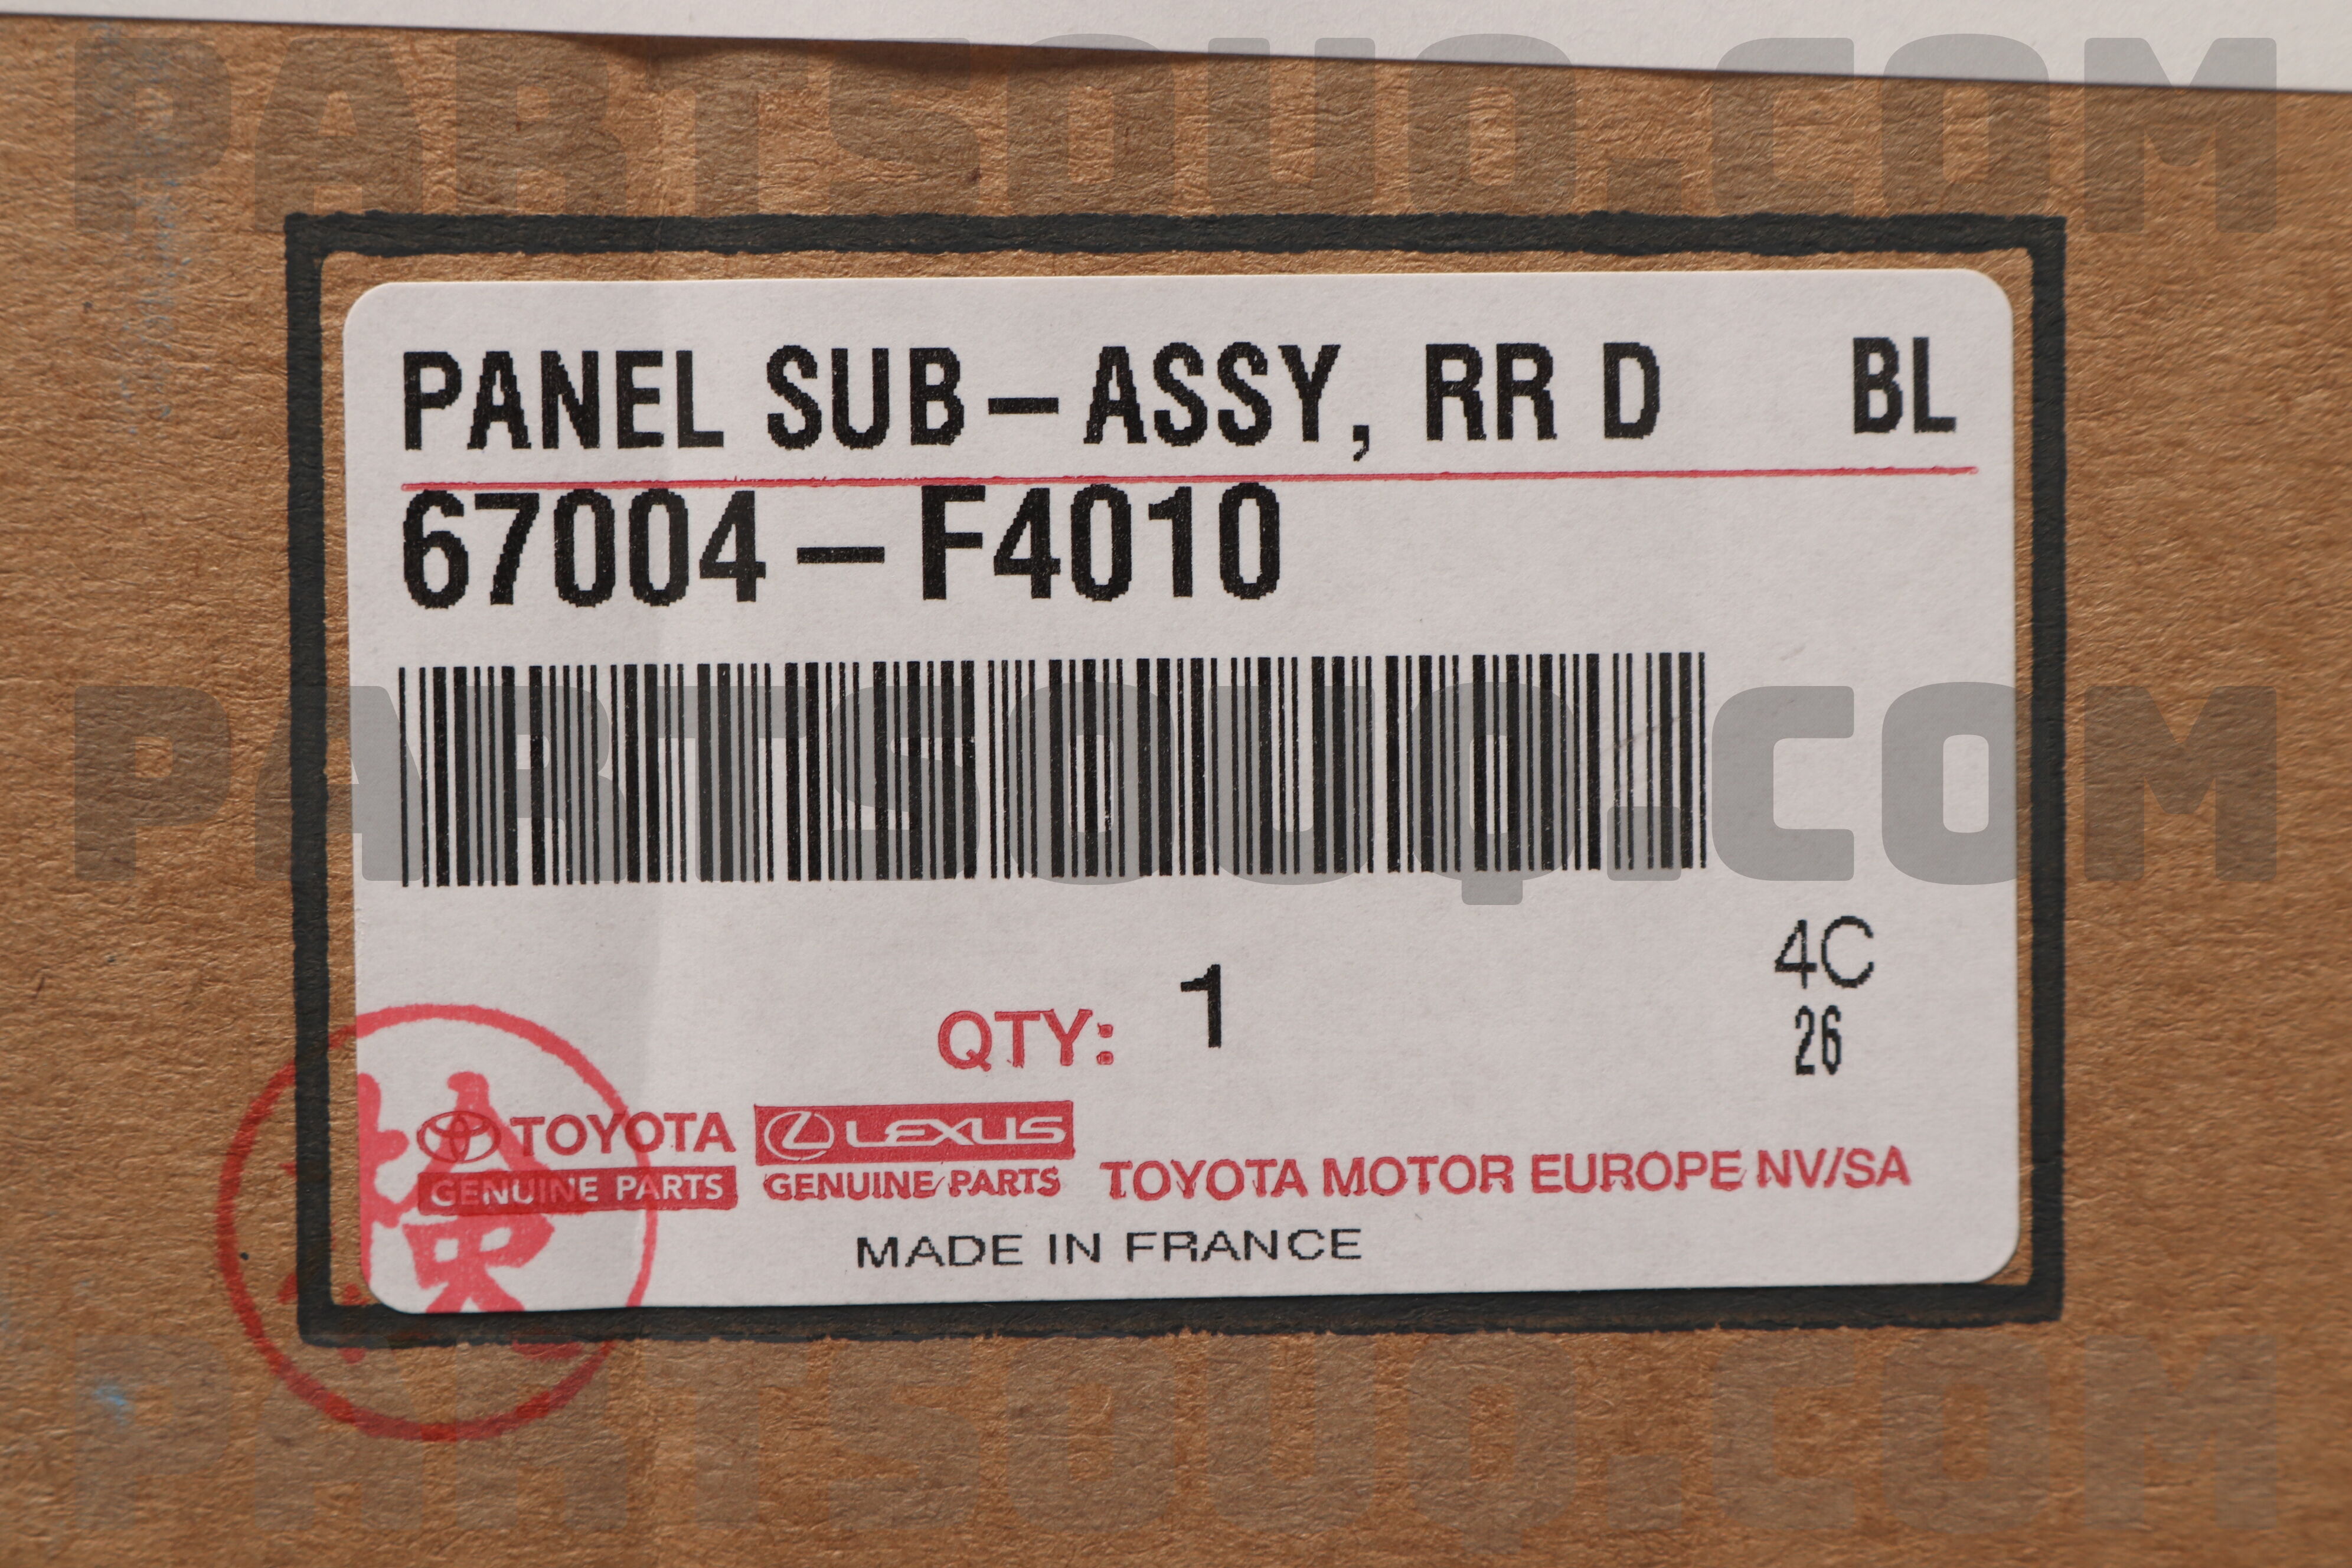 PARTSOUQ.COM
PANEL SUB-ASSY, RR D BL
67004-F4010
PARTSOUQ.COM
4C
QTY: 1
26
TOYOTA LEXUS
GENUINE PARTS GENUINE PARTS TOYOTA MOTOR EUROPE NV/SA
検
MADE IN FRANCE
PARTSOUQ.COM